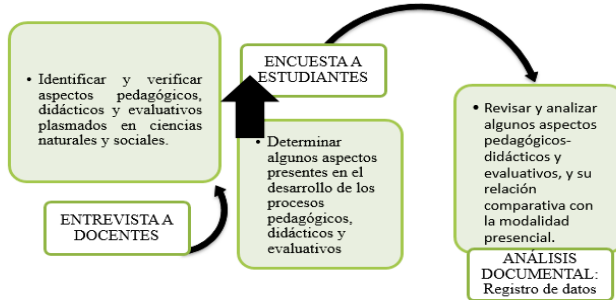 • Identificar y verificar
aspectos pedagógicos,
didácticos y evaluativos
plasmados en ciencias
naturales y sociales.
ENTREVISTA A
DOCENTES
ENCUESTA A
ESTUDIANTES
• Determinar
algunos aspectos
presentes en el
desarrollo de los
procesos
pedagógicos,
didácticos y
evaluativos
• Revisar y analizar
algunos aspectos
pedagógicos-
didácticos y
evaluativos, y su
relación
comparativa con
la modalidad
presencial.
ANÁLISIS
DOCUMENTAL:
Registro de datos